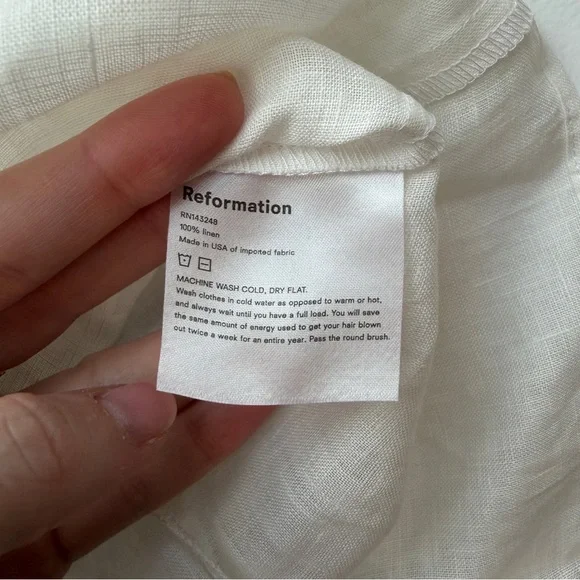 Reformation
RN143248
100% linen
Made in USA of imported fabric
MACHINE WASH COLD, DRY FLAT.
Wash clothes in cold water as opposed to warm or hot,
and always wait until you have a full load. You will save
the same amount of energy used to get your hair blown
out twice a week for an entire year. Pass the round brush.